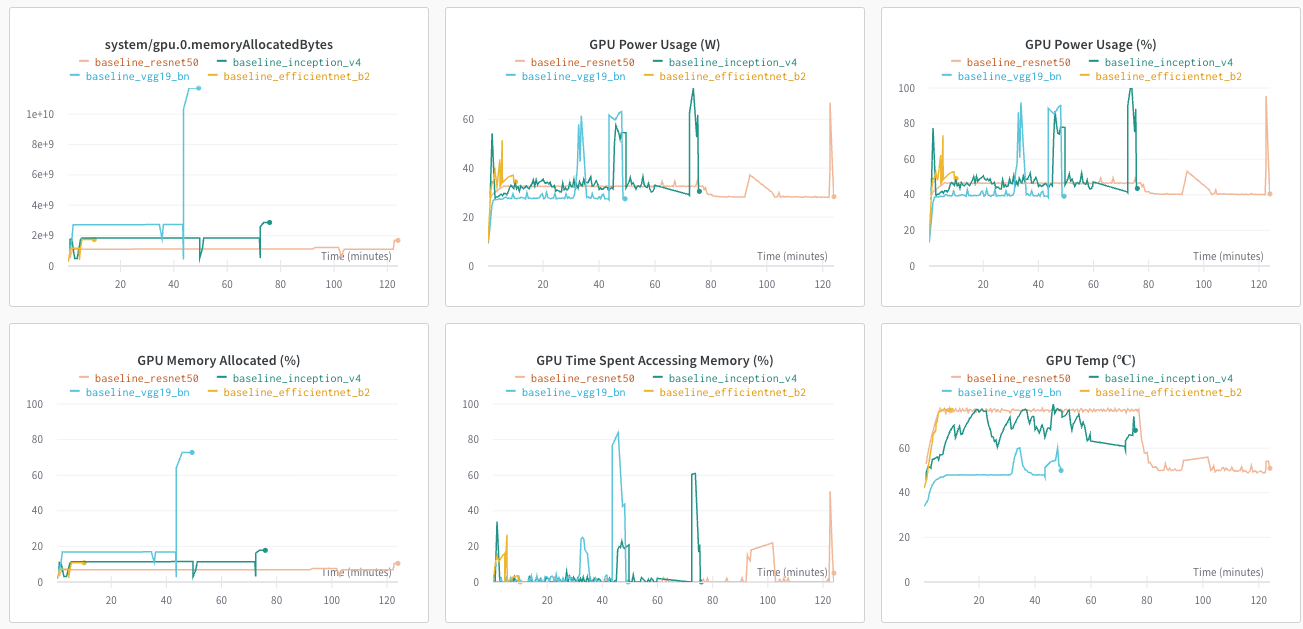 system/gpu.0.memoryAllocatedBytes
baseline_resnet50 baseline_inception_v4
baseline_vgg19_bn baseline_efficientnet_b2
1e+10
8e+9
6e+9
4e+9
2e+9
0
Time (minutes)
20 40 60 80 100 120
GPU Power Usage (W)
baseline_resnet50 baseline_inception_v4
baseline_vgg19_bn baseline_efficientnet_b2
60
40
20
0
Time (minutes)
20 40 60 80 100 120
GPU Power Usage (%)
baseline_resnet50 baseline_inception_v4
baseline_vgg19_bn baseline_efficientnet_b2
100
80
60
40
20
0
Time (minutes)
20 40 60 80 100 120
GPU Memory Allocated (%)
baseline_resnet50 baseline_inception_v4
baseline_vgg19_bn baseline_efficientnet_b2
100
80
60
40
20
0
Time (minutes)
20 40 60 80 100 120
GPU Time Spent Accessing Memory (%)
baseline_resnet50 baseline_inception_v4
baseline_vgg19_bn baseline_efficientnet_b2
100
80
60
40
20
0
Time (minutes)
20 40 60 80 100 120
GPU Temp (℃)
baseline_resnet50 baseline_inception_v4
baseline_vgg19_bn baseline_efficientnet_b2
60
40
20
0
Time (minutes)
20 40 60 80 100 120